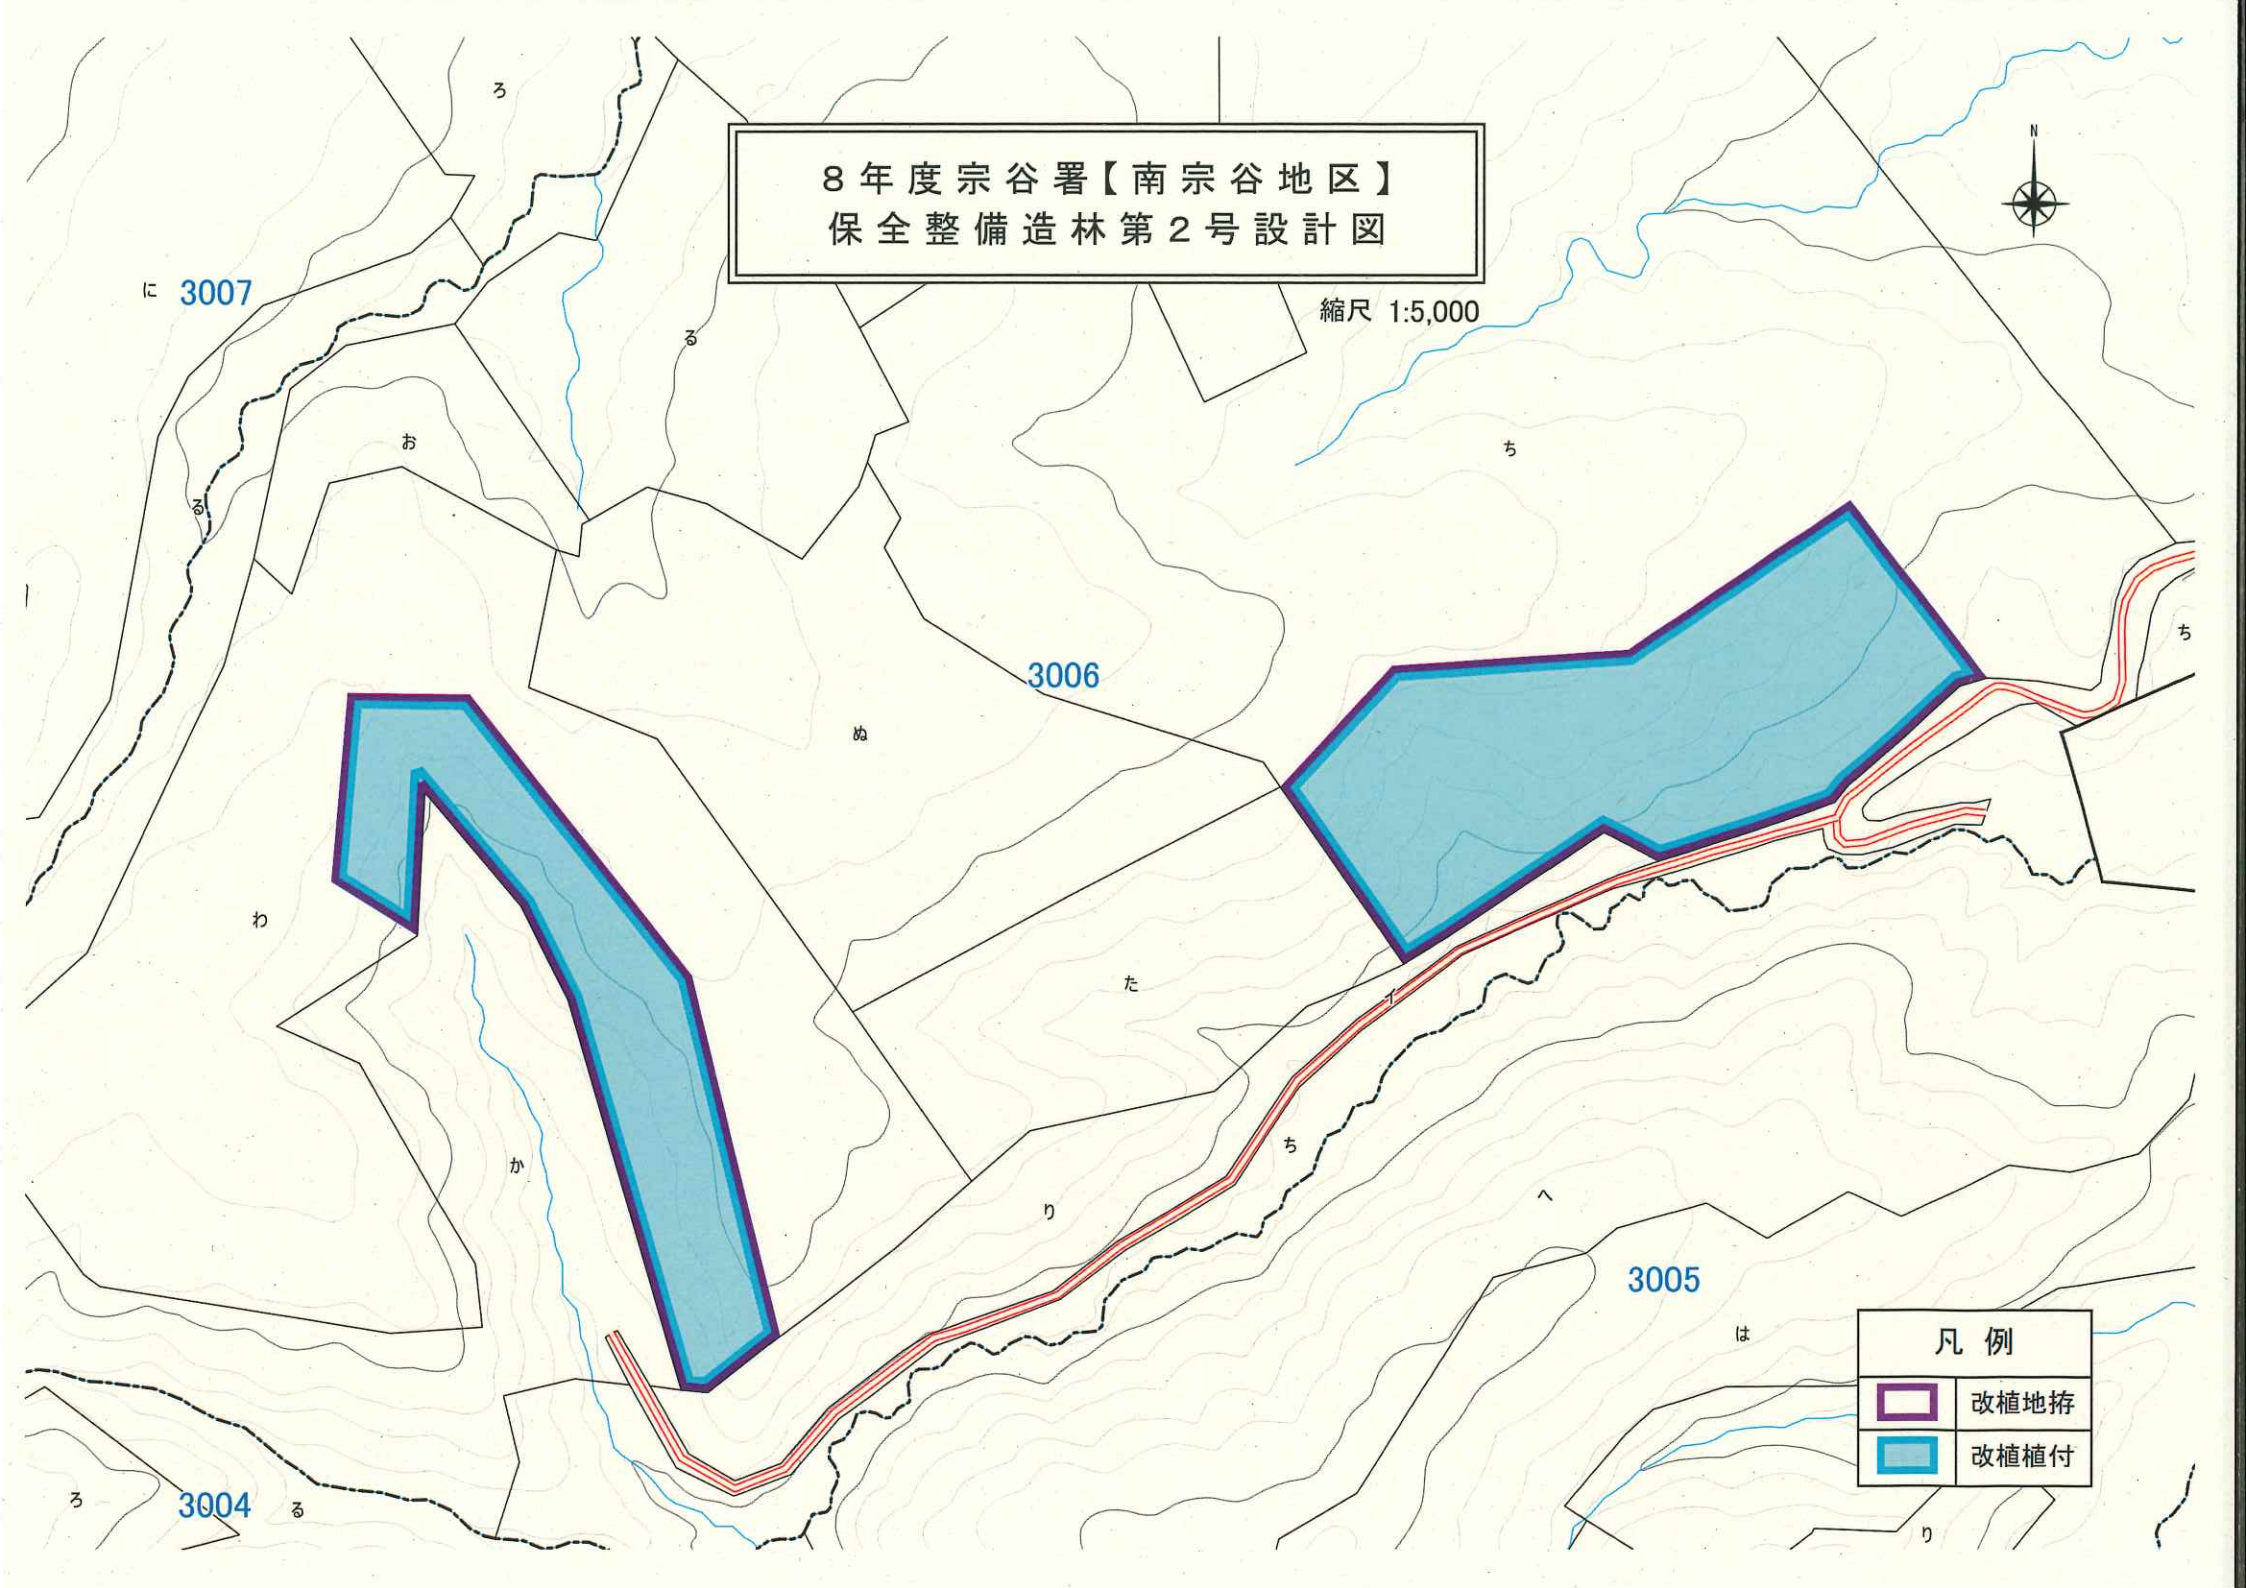 ろ
N
8年度宗谷署【南宗谷地区】
保全整備造林第2号設計図
に 3007
縮尺 1:5,000
る
お
ち
る
ち
3006
ぬ
わ
た
イ
ち
か
へ
り
3005
は
凡例
改植地拵
改植植付
ろ
3004
る
り